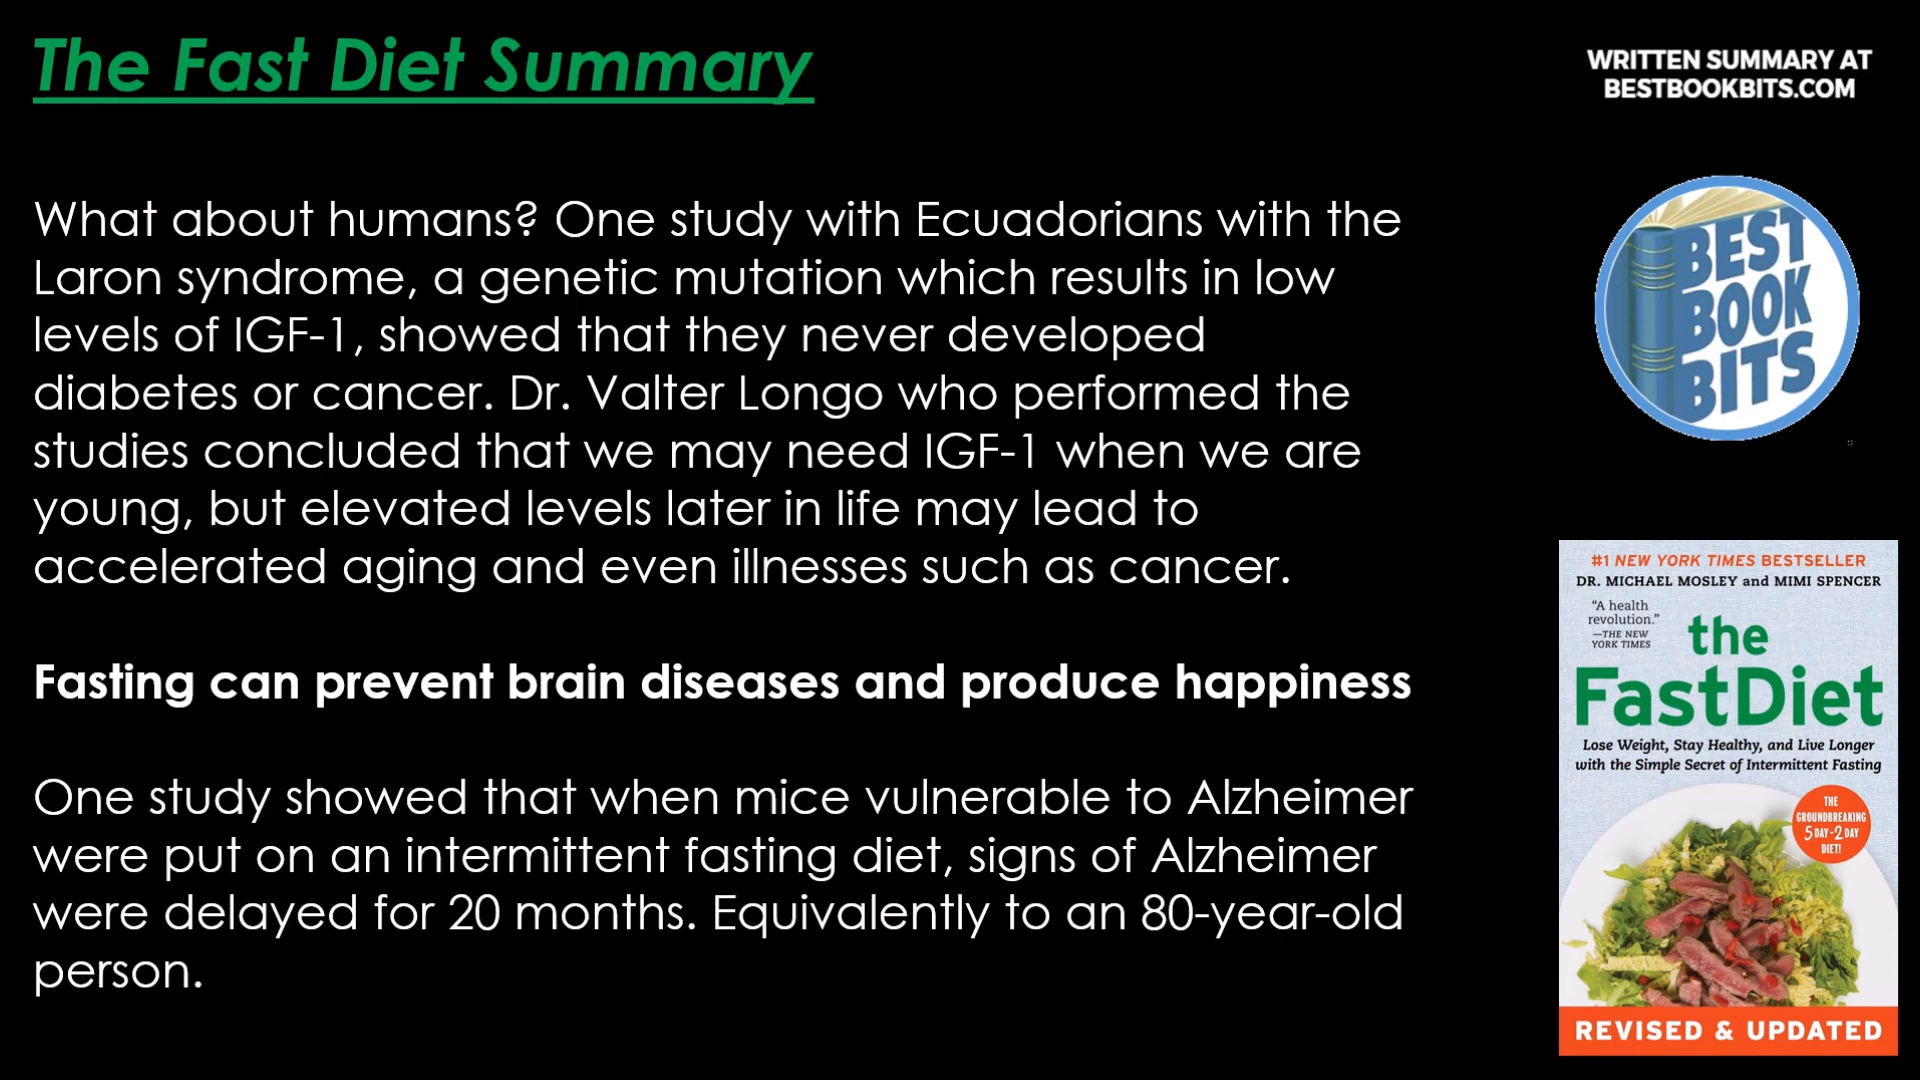 The Fast Diet Summary
WRITTEN SUMMARY AT
BESTBOOKBITS.COM
What about humans? One study with Ecuadorians with the
Laron syndrome, a genetic mutation which results in low
levels of IGF-1, showed that they never developed
diabetes or cancer. Dr. Valter Longo who performed the
studies concluded that we may need IGF-1 when we are
young, but elevated levels later in life may lead to
accelerated aging and even illnesses such as cancer.
Fasting can prevent brain diseases and produce happiness
One study showed that when mice vulnerable to Alzheimer
were put on an intermittent fasting diet, signs of Alzheimer
were delayed for 20 months. Equivalently to an 80-year-old
person.
BEST
BOOK
BITS
#1 NEW YORK TIMES BESTSELLER
DR. MICHAEL MOSLEY and MIMI SPENCER
"A health
revolution."
—THE NEW
YORK TIMES
the
FastDiet
Lose Weight, Stay Healthy, and Live Longer
with the Simple Secret of Intermittent Fasting
THE
GROUNDBREAKING
5 DAY-2 DAY
DIET!
REVISED & UPDATED